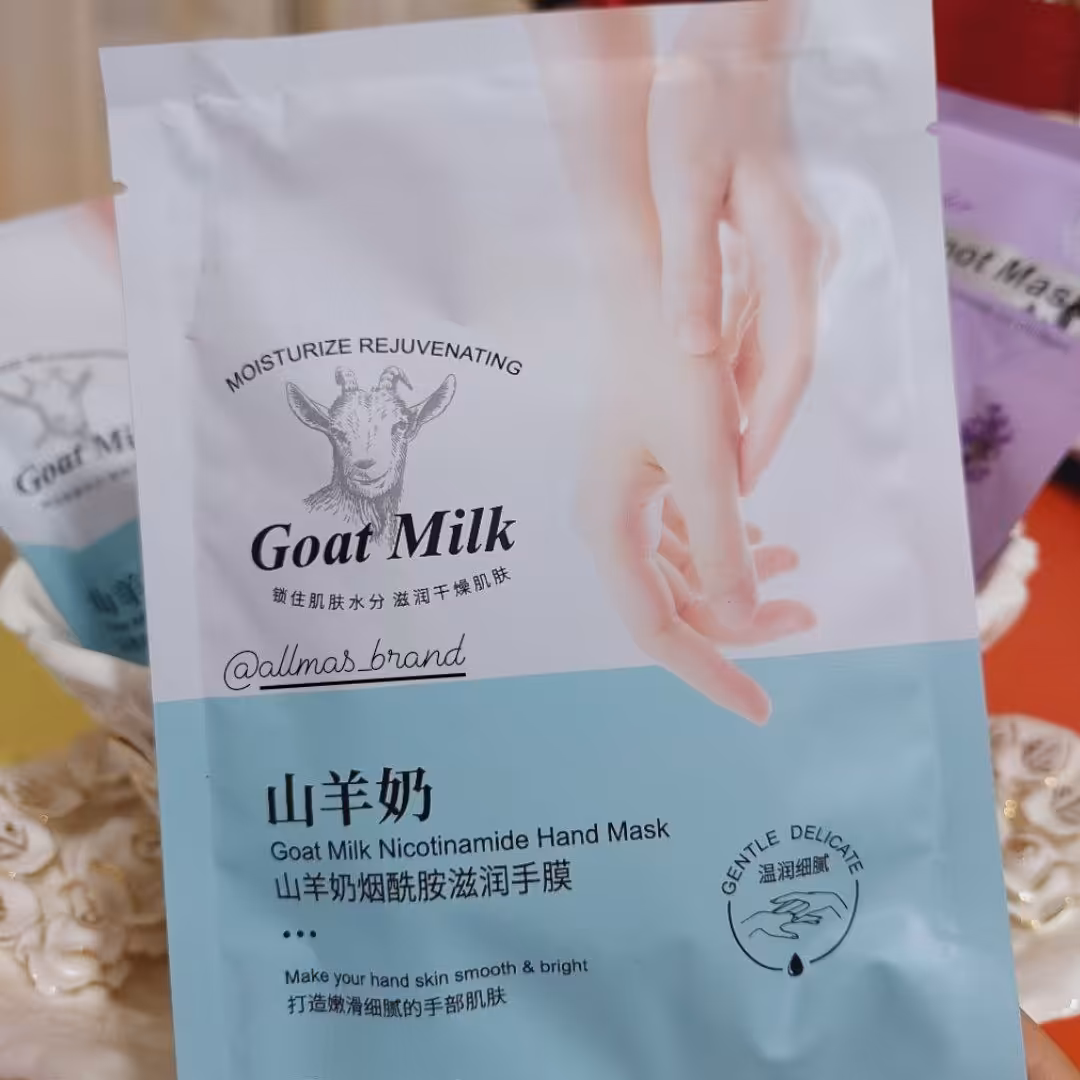 MOISTURIZE REJUVENATING
Goat Milk
锁住肌肤水分 滋润干燥肌肤
@allmas_brand
山羊奶
Goat Milk Nicotinamide Hand Mask
山羊奶烟酰胺滋润手膜
Make your hand skin smooth & bright
打造嫩滑细腻的手部肌肤
GENTLE DELICATE
温润细腻
Goat
山羊
Mask